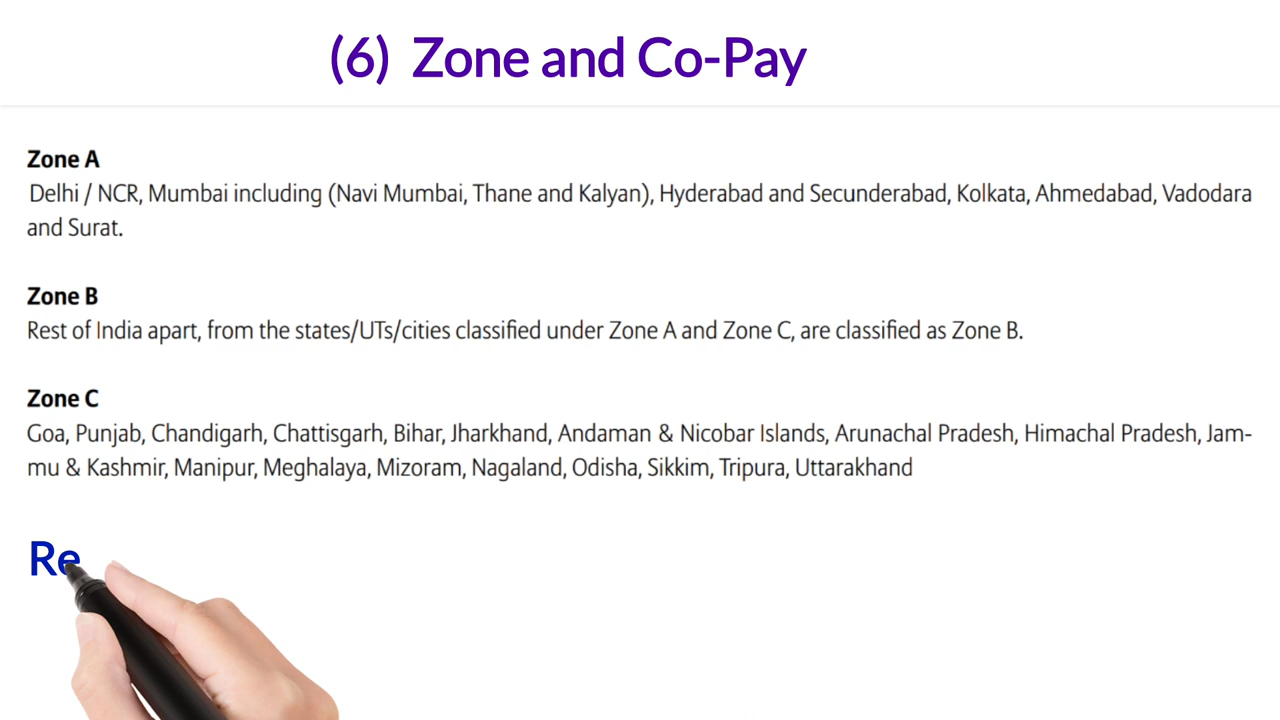 (6) Zone and Co-Pay
Zone A
Delhi / NCR, Mumbai including (Navi Mumbai, Thane and Kalyan), Hyderabad and Secunderabad, Kolkata, Ahmedabad, Vadodara
and Surat.
Zone B
Rest of India apart, from the states/UTs/cities classified under Zone A and Zone C, are classified as Zone B.
Zone C
Goa, Punjab, Chandigarh, Chattisgarh, Bihar, Jharkhand, Andaman & Nicobar Islands, Arunachal Pradesh, Himachal Pradesh, Jam-
mu & Kashmir, Manipur, Meghalaya, Mizoram, Nagaland, Odisha, Sikkim, Tripura, Uttarakhand
Re